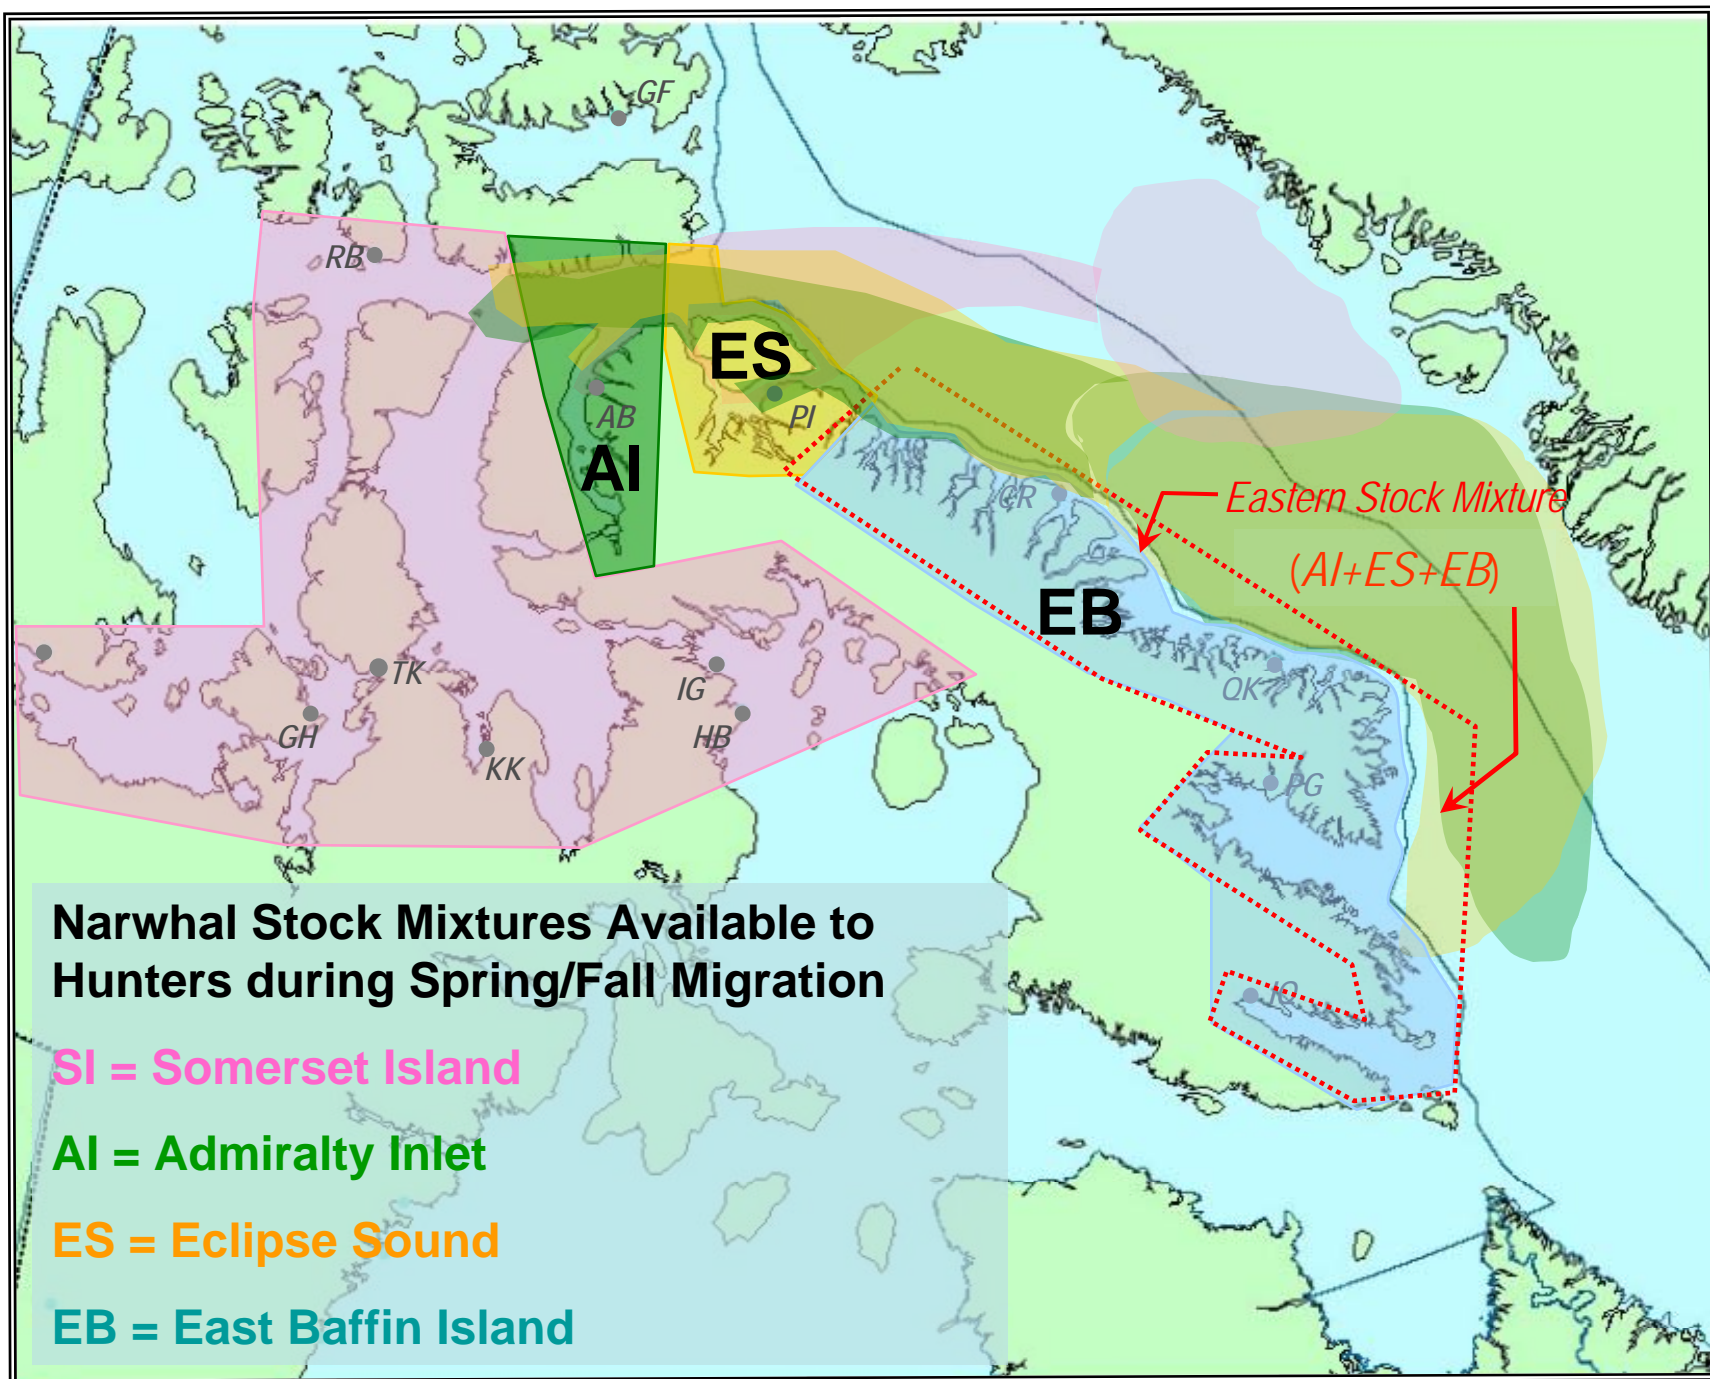 GF
RB
ES
AB
PI
AI
CR
Eastern Stock Mixture
(AI+ES+EB)
EB
TK
IG
QK
GH
HB
KK
PG
IQ
Narwhal Stock Mixtures Available to
Hunters during Spring/Fall Migration
SI = Somerset Island
AI = Admiralty Inlet
ES = Eclipse Sound
EB = East Baffin Island